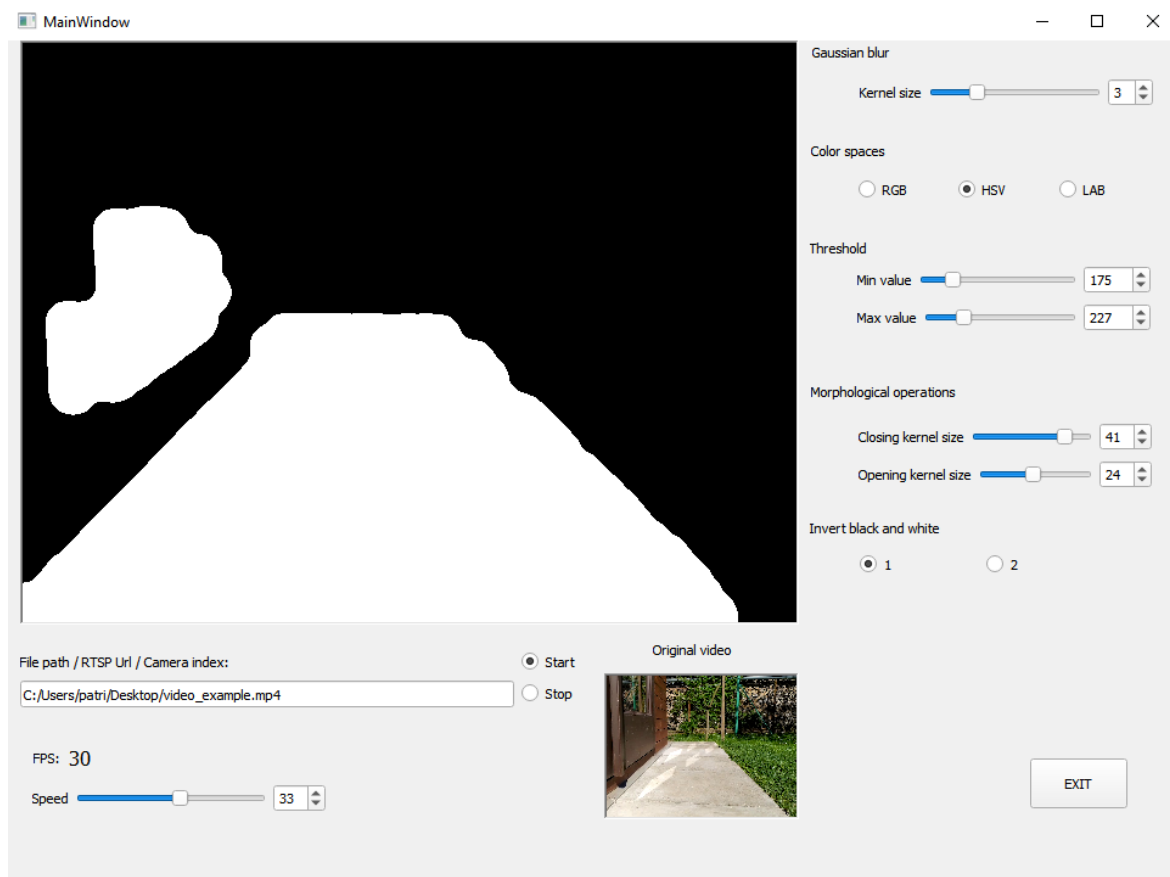 MainWindow
Gaussian blur
Kernel size 3
Color spaces
RGB HSV LAB
Threshold
Min value 175
Max value 227
Morphological operations
Closing kernel size 41
Opening kernel size 24
Invert black and white
1 2
File path / RTSP Url / Camera index:
Start
C:/Users/patri/Desktop/video_example.mp4
Stop
Original video
FPS: 30
Speed 33
EXIT